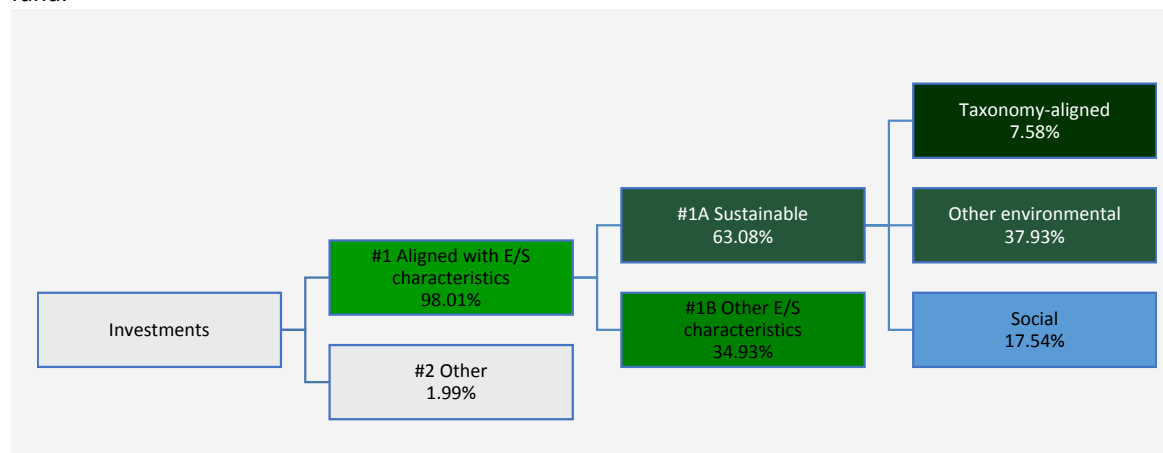 Taxonomy-aligned
7.58%
#1A Sustainable
63.08%
Other environmental
37.93%
#1 Aligned with E/S
characteristics
98.01%
Investments
#1B Other E/S
characteristics
34.93%
Social
17.54%
#2 Other
1.99%